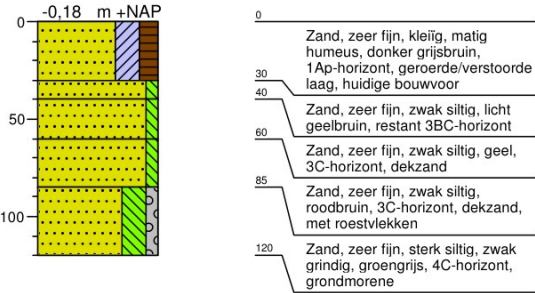 -0,18 m +NAP
0
50
100
0
Zand, zeer fijn, kleiïg, matig
humeus, donker grijsbruin,
1Ap-horizont, geroerde/verstoorde
laag, huidige bouwvoor
30
40
Zand, zeer fijn, zwak siltig, licht
geelbruin, restant 3BC-horizont
60
Zand, zeer fijn, zwak siltig, geel,
3C-horizont, dekzand
85
Zand, zeer fijn, zwak siltig,
roodbruin, 3C-horizont, dekzand,
met roestvlekken
120
Zand, zeer fijn, sterk siltig, zwak
grindig, groengrijs, 4C-horizont,
grondmorene